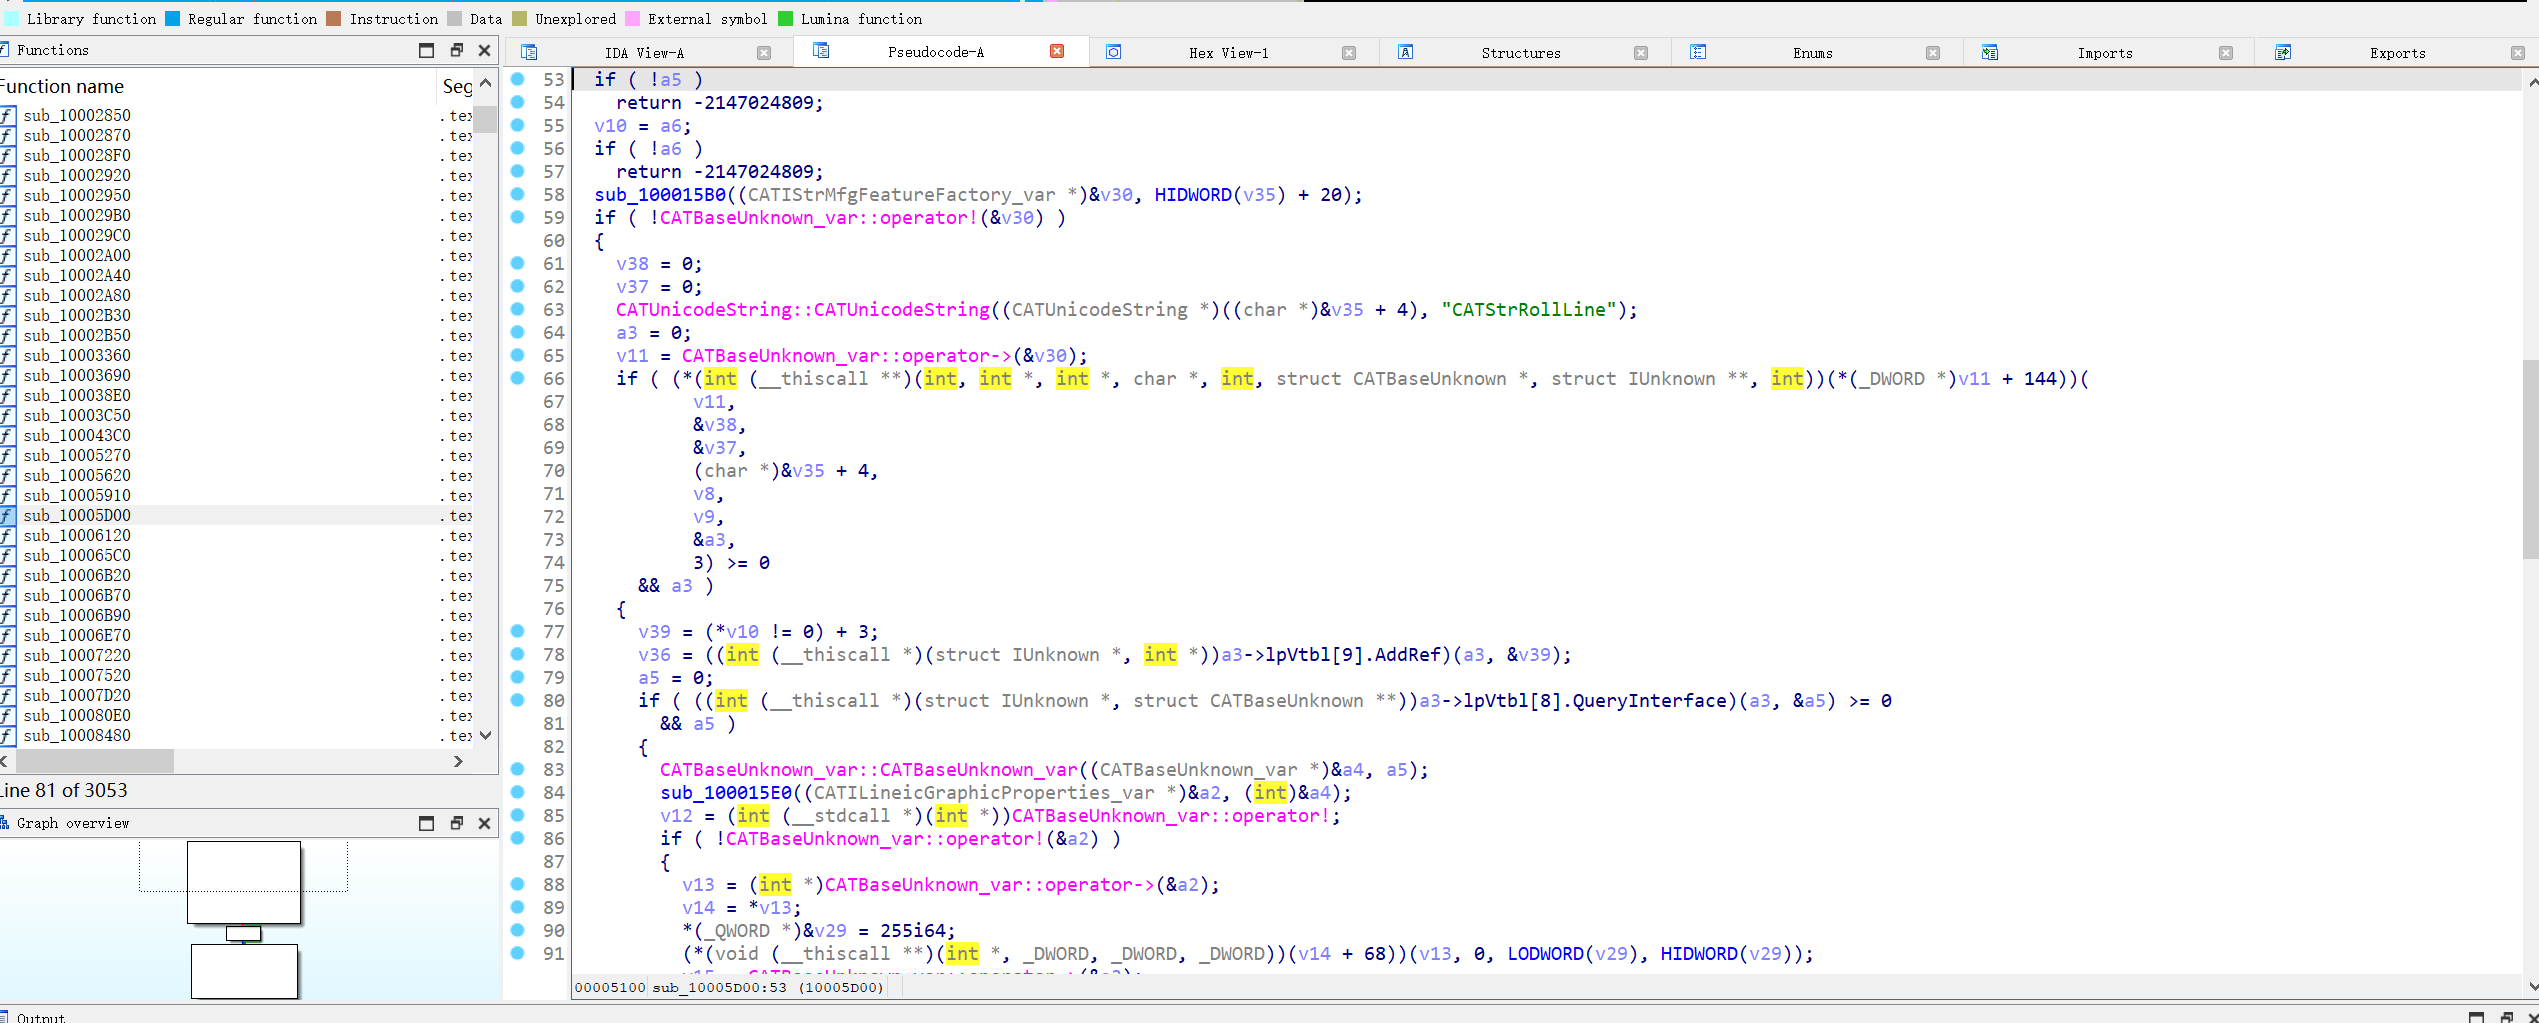 Library function Regular function Instruction Data Unexplored External symbol Lumina function
Functions
Function name Seg
sub_10002850 .tex
sub_10002870 .tex
sub_100028F0 .tex
sub_10002920 .tex
sub_10002950 .tex
sub_100029B0 .tex
sub_100029C0 .tex
sub_10002A00 .tex
sub_10002A40 .tex
sub_10002A80 .tex
sub_10002B30 .tex
sub_10002B50 .tex
sub_10003360 .tex
sub_10003690 .tex
sub_100038E0 .tex
sub_10003C50 .tex
sub_100043C0 .tex
sub_10005270 .tex
sub_10005620 .tex
sub_10005910 .tex
sub_10005D00 .tex
sub_10006120 .tex
sub_100065C0 .tex
sub_10006B20 .tex
sub_10006B70 .tex
sub_10006B90 .tex
sub_10006E70 .tex
sub_10007220 .tex
sub_10007520 .tex
sub_10007D20 .tex
sub_100080E0 .tex
sub_10008480 .tex
Line 81 of 3053
Graph overview
IDA View-A Pseudocode-A Hex View-1 Structures Enums Imports Exports
53 if ( !a5 )
54 return -2147024809;
55 v10 = a6;
56 if ( !a6 )
57 return -2147024809;
58 sub_100015B0((CATIStrMfgFeatureFactory_var *)&v30, HIDWORD(v35) + 20);
59 if ( !CATBaseUnknown_var::operator!(&v30) )
60 {
61 v38 = 0;
62 v37 = 0;
63 CATUnicodeString::CATUnicodeString((CATUnicodeString *)((char *)&v35 + 4), "CATStrRollLine");
64 a3 = 0;
65 v11 = CATBaseUnknown_var::operator->(&v30);
66 if ( (*(int (__thiscall **)(int, int *, int *, char *, int, struct CATBaseUnknown *, struct IUnknown **, int))(*(_DWORD *)v11 + 144))(
67 v11,
68 &v38,
69 &v37,
70 (char *)&v35 + 4,
71 v8,
72 v9,
73 &a3,
74 3) >= 0
75 && a3 )
76 {
77 v39 = (*v10 != 0) + 3;
78 v36 = ((int (__thiscall *)(struct IUnknown *, int *))a3->lpVtbl[9].AddRef)(a3, &v39);
79 a5 = 0;
80 if ( ((int (__thiscall *)(struct IUnknown *, struct CATBaseUnknown **))a3->lpVtbl[8].QueryInterface)(a3, &a5) >= 0
81 && a5 )
82 {
83 CATBaseUnknown_var::CATBaseUnknown_var((CATBaseUnknown_var *)&a4, a5);
84 sub_100015E0((CATILineicGraphicProperties_var *)&a2, (int)&a4);
85 v12 = (int (__stdcall *)(int *))CATBaseUnknown_var::operator!;
86 if ( !CATBaseUnknown_var::operator!(&a2) )
87 {
88 v13 = (int *)CATBaseUnknown_var::operator->(&a2);
89 v14 = *v13;
90 *(_QWORD *)&v29 = 255i64;
91 (*(void (__thiscall **)(int *, _DWORD, _DWORD, _DWORD))(v14 + 68))(v13, 0, LODWORD(v29), HIDWORD(v29));
00005100 sub_10005D00:53 (10005D00)
Output